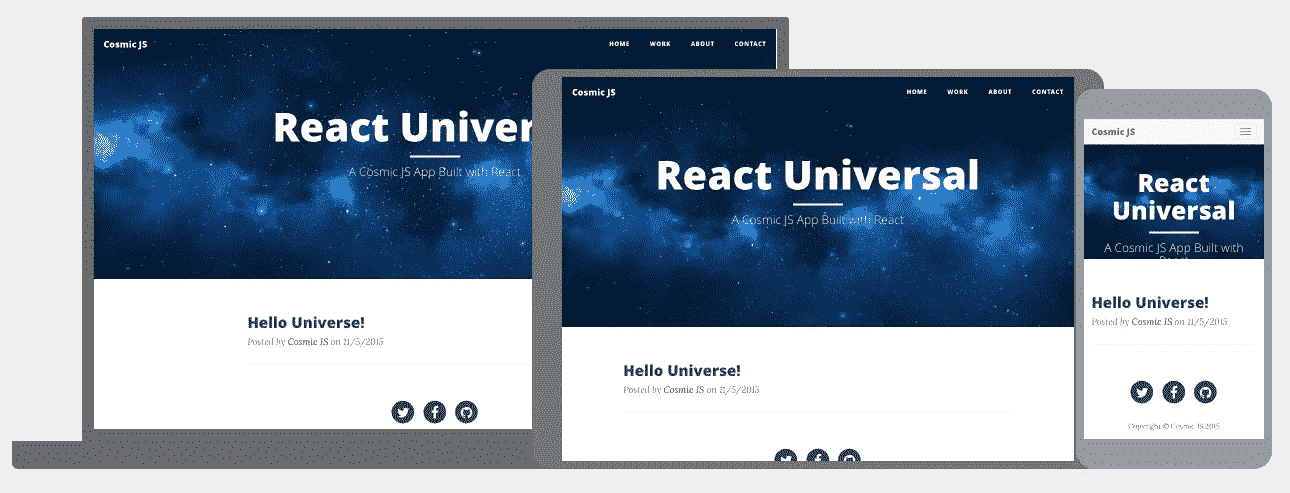 Cosmic JS
HOME WORK ABOUT CONTACT
React Univer
A Cosmic JS App Built with React
Hello Universe!
Posted by Cosmic JS on 11/5/2015
Cosmic JS
HOME WORK ABOUT CONTACT
React Universal
A Cosmic JS App Built with React
Hello Universe!
Posted by Cosmic JS on 11/5/2015
Cosmic JS
React
Universal
A Cosmic JS App Built with
Hello Universe!
Posted by Cosmic JS on 11/5/2015
Copyright © Cosmic JS 2015